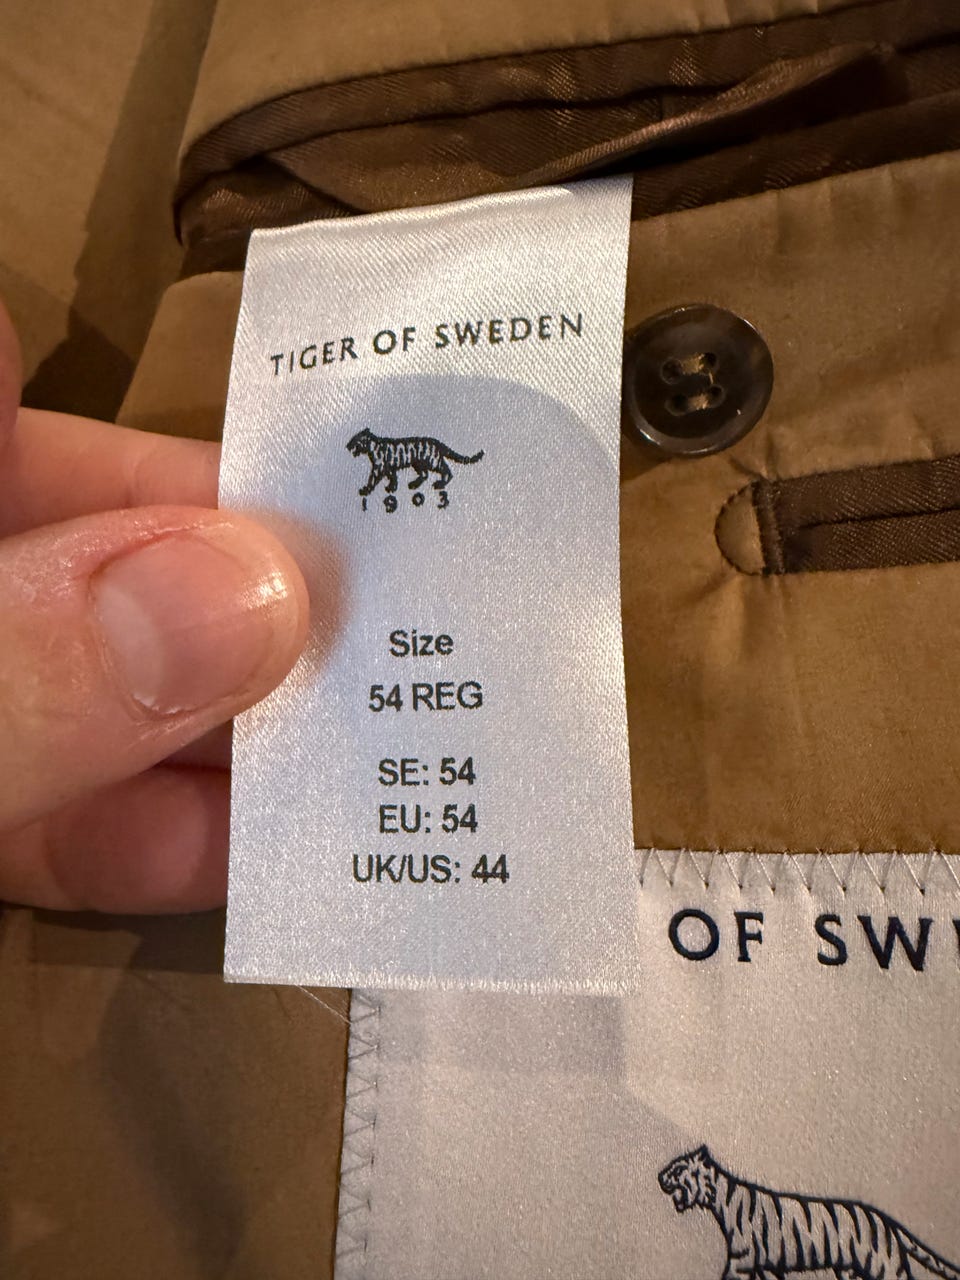 TIGER OF SWEDEN
1903
Size
54 REG
SE: 54
EU: 54
UK/US: 44
OF SW